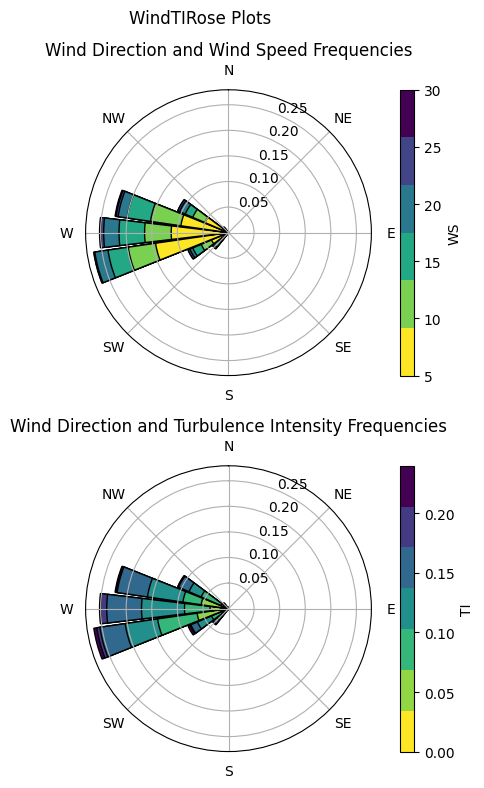 WindTIRose Plots
Wind Direction and Wind Speed Frequencies
N
NE
E
SE
S
SW
W
NW
0.05
0.10
0.15
0.20
0.25
30
25
20
15
10
5
WS
Wind Direction and Turbulence Intensity Frequencies
N
NE
E
SE
S
SW
W
NW
0.05
0.10
0.15
0.20
0.25
0.20
0.15
0.10
0.05
0.00
TI